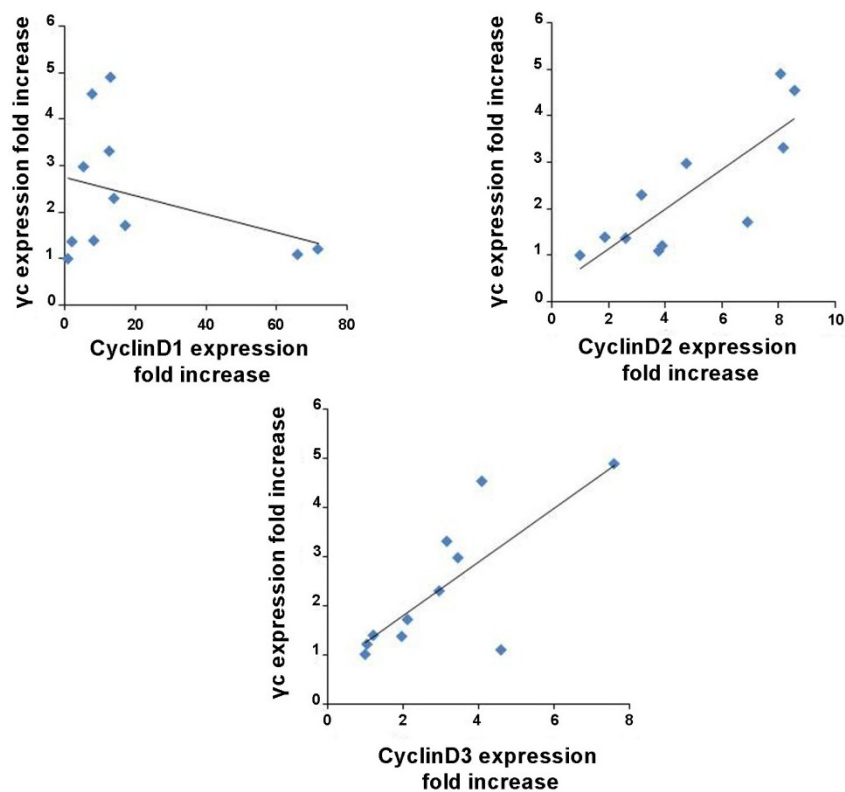 γc expression fold increase
6
5
4
3
2
1
0
0 20 40 60 80
CyclinD1 expression
fold increase
γc expression fold increase
6
5
4
3
2
1
0
0 2 4 6 8 10
CyclinD2 expression
fold increase
γc expression fold increase
6
5
4
3
2
1
0
0 2 4 6 8
CyclinD3 expression
fold increase